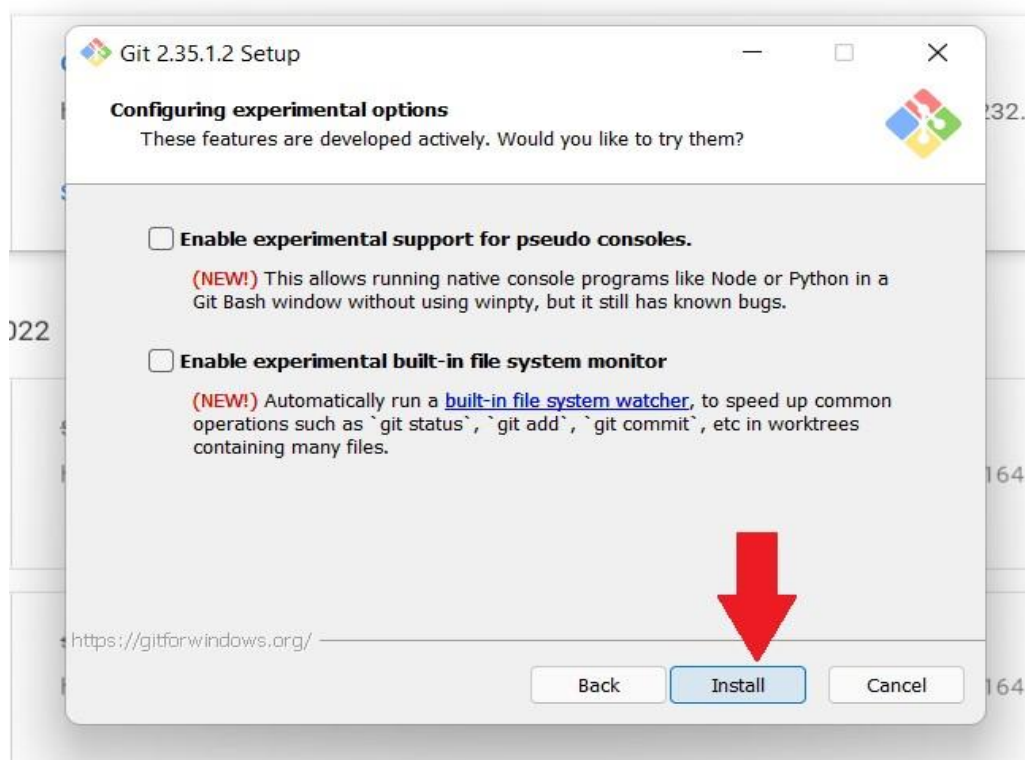 Git 2.35.1.2 Setup
Configuring experimental options
These features are developed actively. Would you like to try them?
232.
Enable experimental support for pseudo consoles.
(NEW!) This allows running native console programs like Node or Python in a
Git Bash window without using winpty, but it still has known bugs.
022
Enable experimental built-in file system monitor
(NEW!) Automatically run a built-in file system watcher, to speed up common
operations such as `git status`, `git add`, `git commit`, etc in worktrees
containing many files.
164
https://gitforwindows.org/
Back
Install
Cancel
164